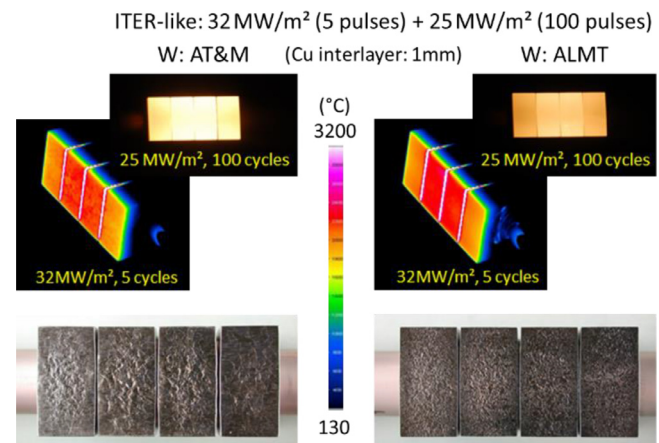 ITER-like: 32 MW/m² (5 pulses) + 25 MW/m² (100 pulses)
W: AT&M (Cu interlayer: 1mm) W: ALMT
(°C)
3200
25 MW/m², 100 cycles
25 MW/m², 100 cycles
32MW/m², 5 cycles
32MW/m², 5 cycles
130